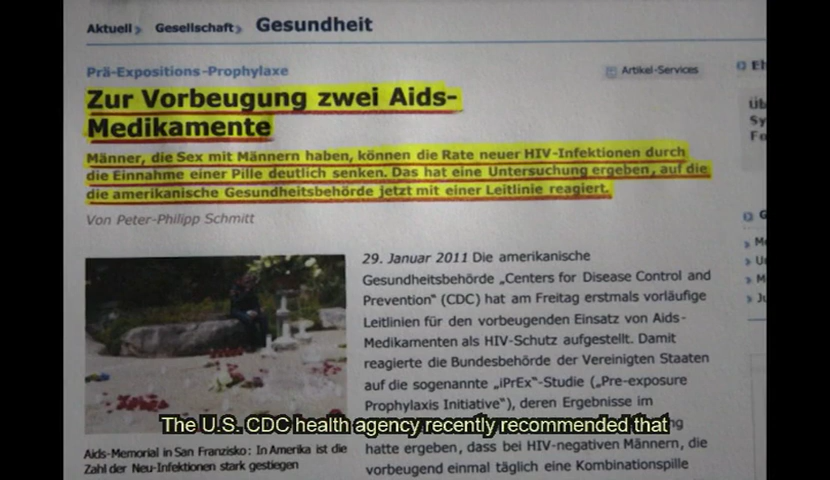 Aktuell Gesellschaft Gesundheit
Prä-Expositions-Prophylaxe
Artikel-Services
Zur Vorbeugung zwei Aids-
Medikamente
Männer, die Sex mit Männern haben, können die Rate neuer HIV-Infektionen durch
die Einnahme einer Pille deutlich senken. Das hat eine Untersuchung ergeben, auf die
die amerikanische Gesundheitsbehörde jetzt mit einer Leitlinie reagiert.
Von Peter-Philipp Schmitt
29. Januar 2011 Die amerikanische
Gesundheitsbehörde „Centers for Disease Control and
Prevention“ (CDC) hat am Freitag erstmals vorläufige
Leitlinien für den vorbeugenden Einsatz von Aids-
Medikamenten als HIV-Schutz aufgestellt. Damit
reagierte die Bundesbehörde der Vereinigten Staaten
auf die sogenannte „iPrEx“-Studie („Pre-exposure
Prophylaxis Initiative“), deren Ergebnisse im
hatte ergeben, dass bei HIV-negativen Männern, die
vorbeugend einmal täglich eine Kombinationspille
Aids-Memorial in San Franzisko: In Amerika ist die
Zahl der Neu-Infektionen stark gestiegen
The U.S. CDC health agency recently recommended that